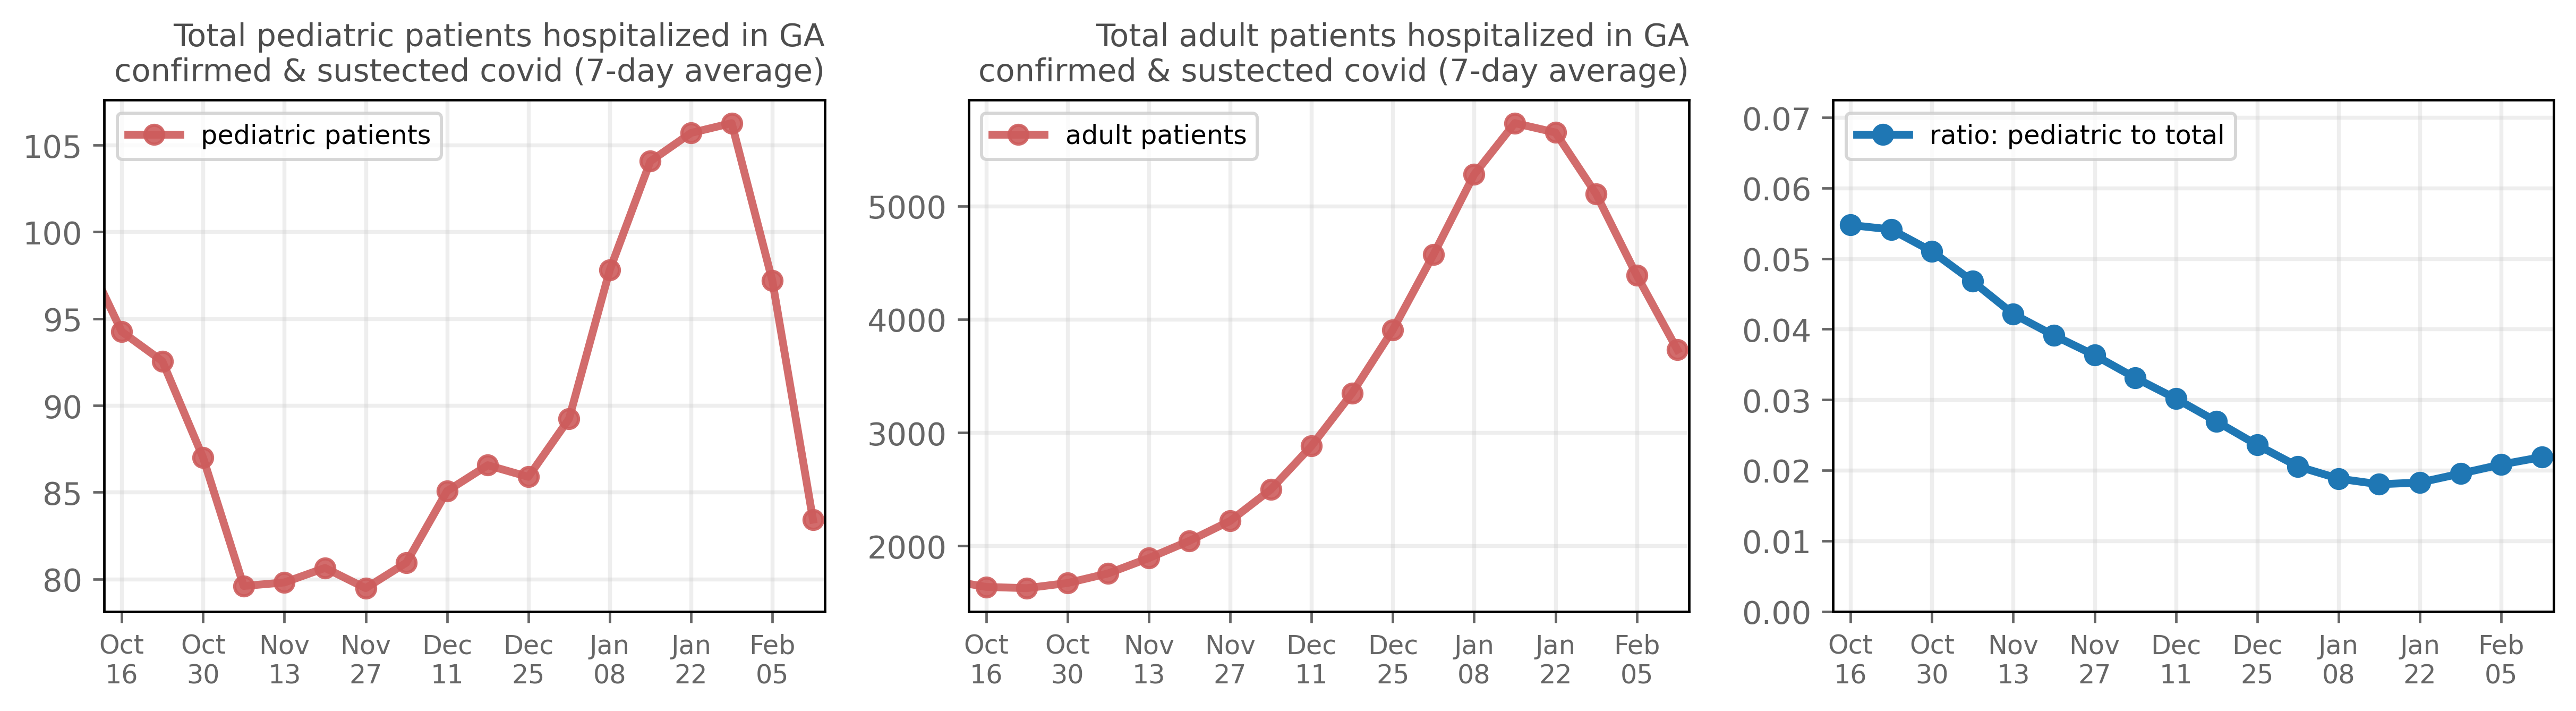 Total pediatric patients hospitalized in GA
confirmed & sustected covid (7-day average)
pediatric patients
105
100
95
90
85
80
Oct Oct Nov Nov Dec Dec Jan Jan Feb
16 30 13 27 11 25 08 22 05
Total adult patients hospitalized in GA
confirmed & sustected covid (7-day average)
adult patients
5000
4000
3000
2000
Oct Oct Nov Nov Dec Dec Jan Jan Feb
16 30 13 27 11 25 08 22 05
ratio: pediatric to total
0.07
0.06
0.05
0.04
0.03
0.02
0.01
0.00
Oct Oct Nov Nov Dec Dec Jan Jan Feb
16 30 13 27 11 25 08 22 05